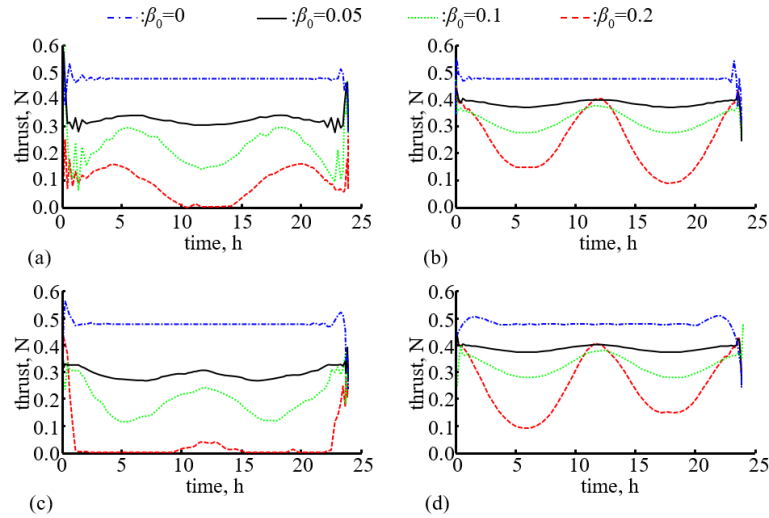 :β₀=0 :β₀=0.05 :β₀=0.1 :β₀=0.2
0.6 0.6
0.5 0.5
0.4 0.4
0.3 0.3
0.2 0.2
0.1 0.1
0.0 0.0
thrust, N thrust, N
0 5 10 15 20 25 0 5 10 15 20 25
time, h time, h
(a) (b)
0.6 0.6
0.5 0.5
0.4 0.4
0.3 0.3
0.2 0.2
0.1 0.1
0.0 0.0
thrust, N thrust, N
0 5 10 15 20 25 0 5 10 15 20 25
time, h time, h
(c) (d)